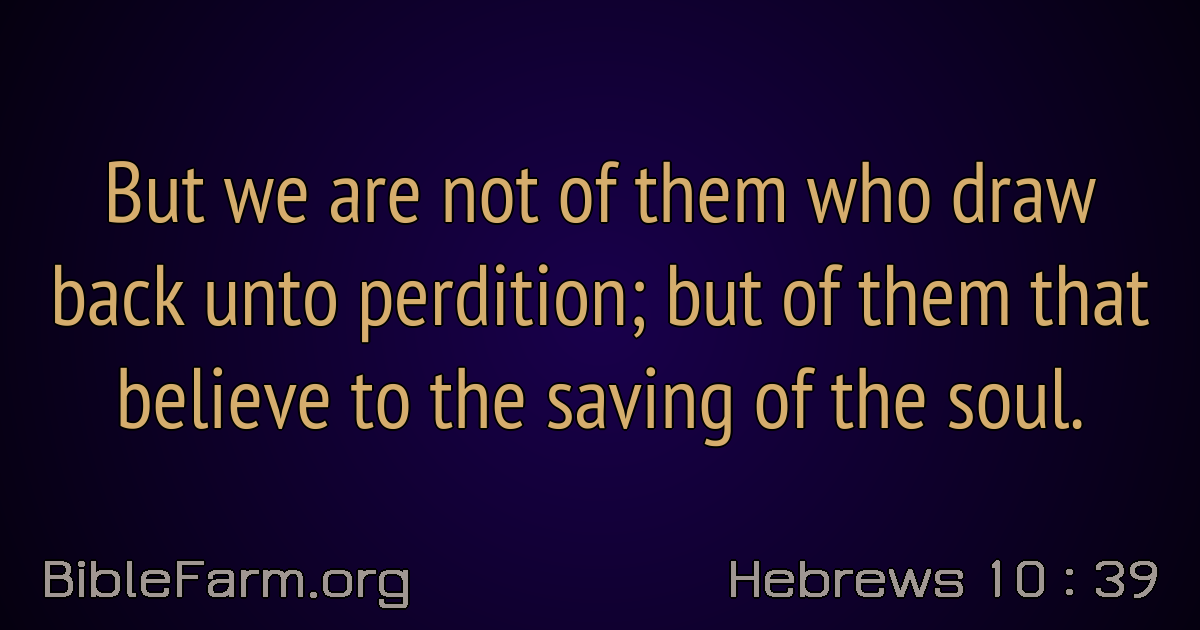 But we are not of them who draw
back unto perdition; but of them that
believe to the saving of the soul.
BibleFarm.org
Hebrews 10 : 39